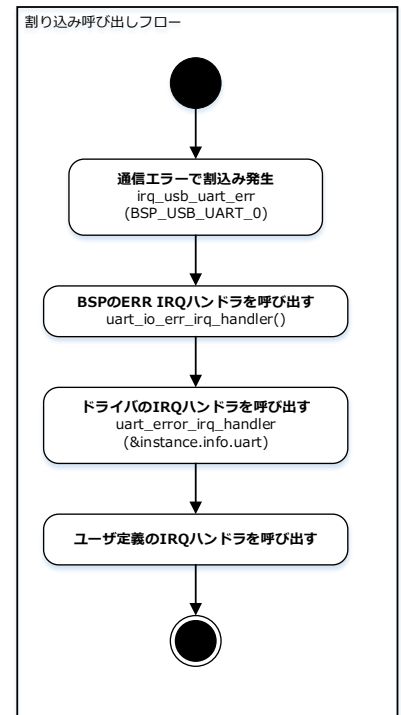 割り込み呼び出しフロー
通信エラーで割込み発生
irq_usb_uart_err
(BSP_USB_UART_0)
BSPのERR IRQハンドラを呼び出す
uart_io_err_irq_handler()
ドライバのIRQハンドラを呼び出す
uart_error_irq_handler
(&instance.info.uart)
ユーザ定義のIRQハンドラを呼び出す